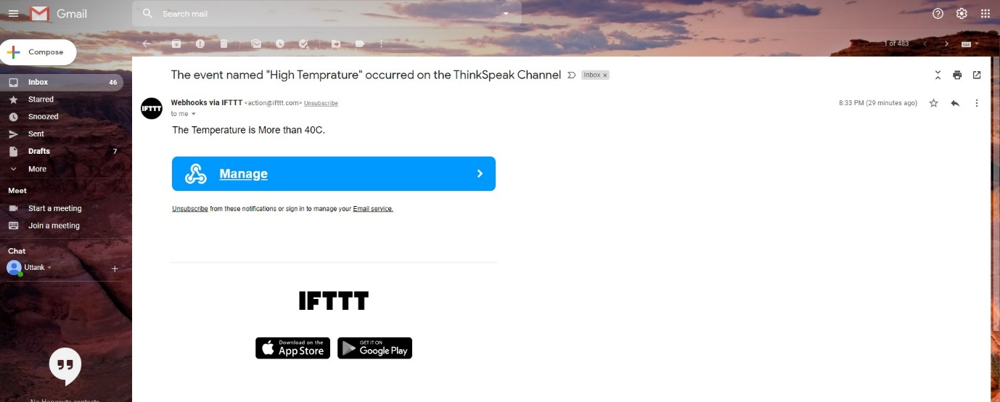 Gmail
Search mail
Compose
1 of 483
Inbox 46
Starred
Snoozed
Sent
Drafts 7
More
Meet
Start a meeting
Join a meeting
Chat
Uttank
The event named "High Temprature" occurred on the ThinkSpeak Channel
Inbox x
IFTTT
Webhooks via IFTTT <action@ifttt.com> Unsubscribe
8:33 PM (29 minutes ago)
to me
The Temperature is More than 40C.
Manage
Unsubscribe from these notifications or sign in to manage your Email service.
IFTTT
Download on the
App Store
GET IT ON
Google Play
No Hangouts contacts